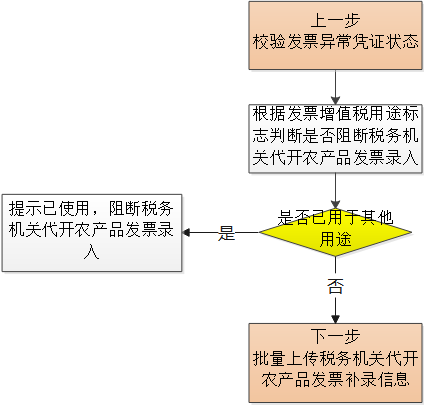 上一步
校验发票异常凭证状态
根据发票增值税用途标
志判断是否阻断税务机
关代开农产品发票录入
是否已用于其他
用途
是
提示已使用，阻断税务
机关代开农产品发票录
入
否
下一步
批量上传税务机关代开
农产品发票补录信息